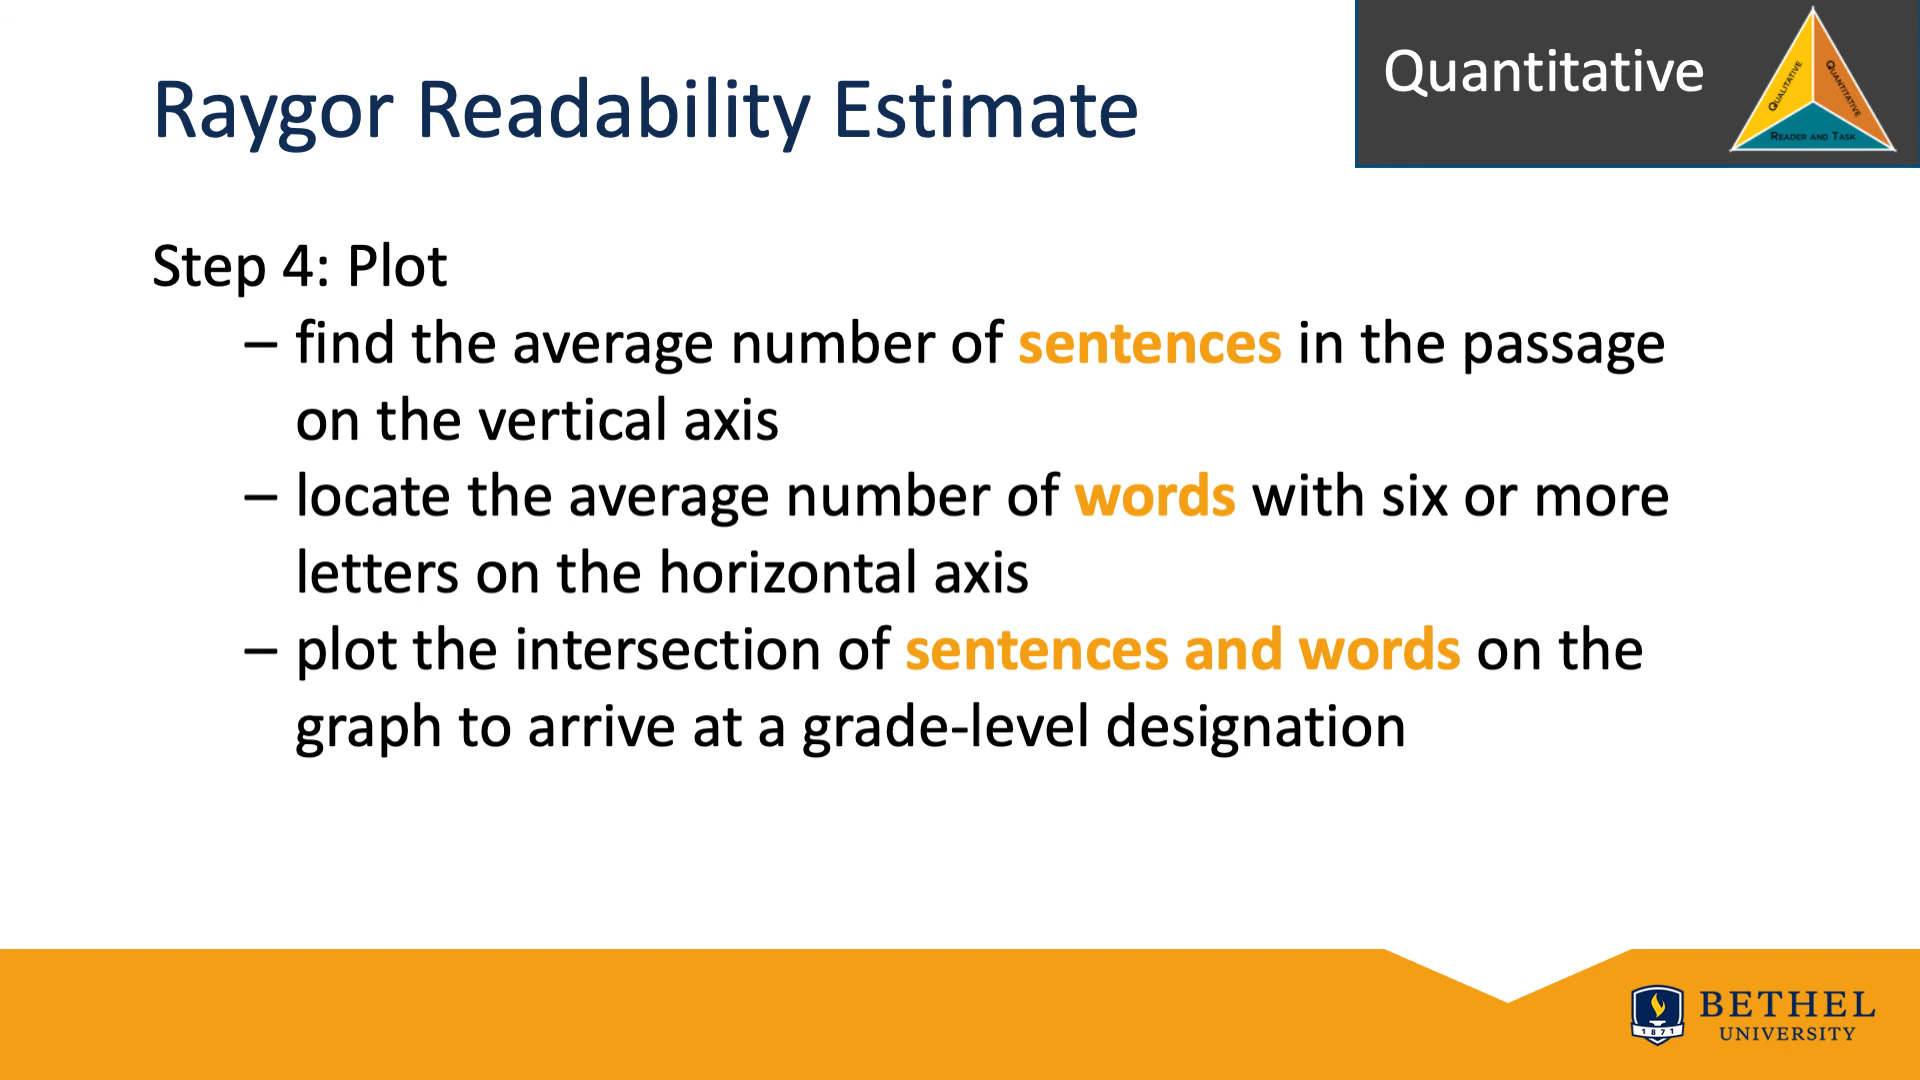 Quantitative
QUALITATIVE
QUANTITATIVE
READER AND TASK
Raygor Readability Estimate
Step 4: Plot
– find the average number of sentences in the passage
on the vertical axis
– locate the average number of words with six or more
letters on the horizontal axis
– plot the intersection of sentences and words on the
graph to arrive at a grade-level designation
1871
BETHEL
UNIVERSITY